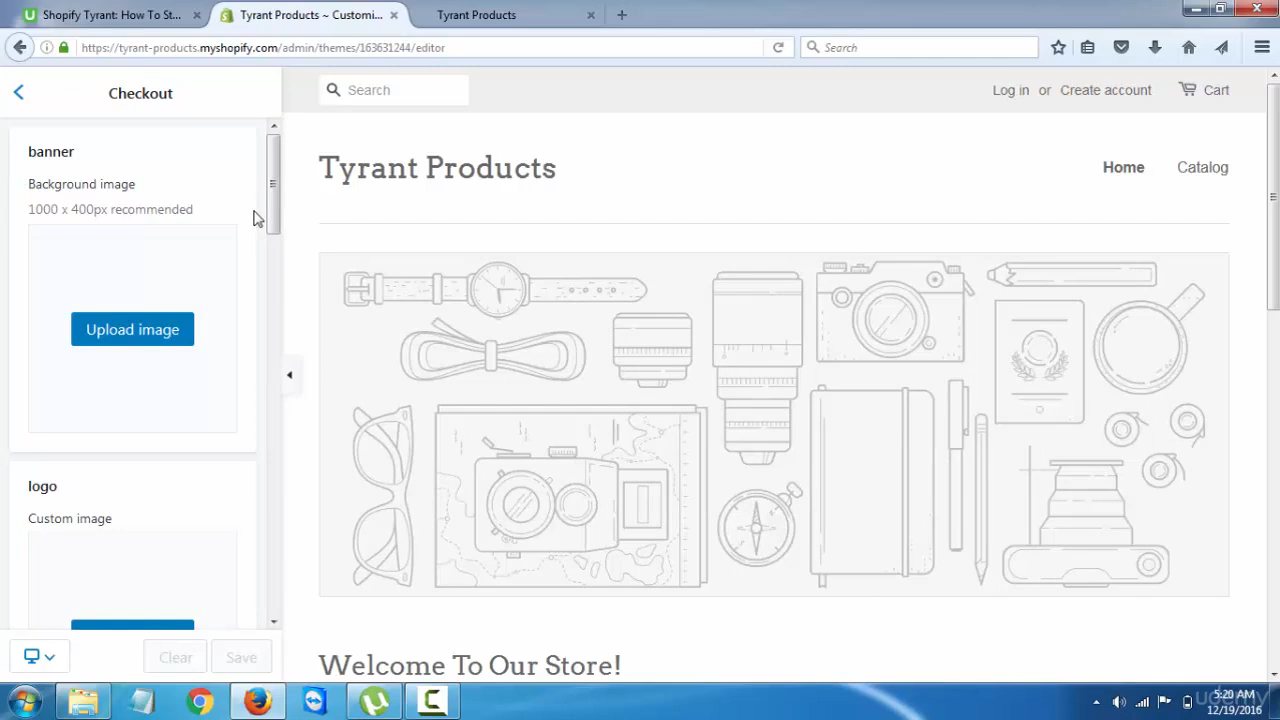 Shopify Tyrant: How To St...
Tyrant Products ~ Customi...
Tyrant Products
https://tyrant-products.myshopify.com/admin/themes/163631244/editor
Search
Checkout
Search
Log in or Create account
Cart
banner
Background image
1000 x 400px recommended
Upload image
Tyrant Products
Home
Catalog
logo
Custom image
Clear
Save
Welcome To Our Store!
5:20 AM
12/19/2016
udemy